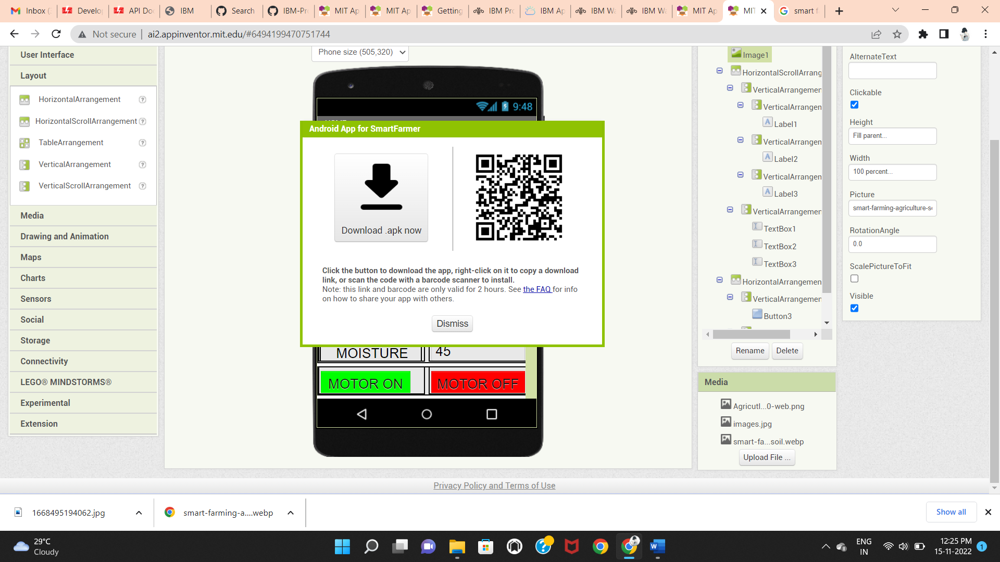 Inbox (
Develo
API Do
IBM
Search
IBM-Pr
MIT Ap
MIT Ap
Getting
IBM Pro
IBM Ap
IBM Wa
IBM Wa
MIT Ap
MIT
smart f
Not secure
ai2.appinventor.mit.edu/#6494199470751744
User Interface
Layout
HorizontalArrangement
HorizontalScrollArrangement
TableArrangement
VerticalArrangement
VerticalScrollArrangement
Media
Drawing and Animation
Maps
Charts
Sensors
Social
Storage
Connectivity
LEGO® MINDSTORMS®
Experimental
Extension
Phone size (505,320)
9:48
Android App for SmartFarmer
Download .apk now
Click the button to download the app, right-click on it to copy a download
link, or scan the code with a barcode scanner to install.
Note: this link and barcode are only valid for 2 hours. See the FAQ for info
on how to share your app with others.
Dismiss
MOISTURE
45
MOTOR ON
MOTOR OFF
Image1
HorizontalScrollArrang
VerticalArrangemen
VerticalArrangen
Label1
VerticalArrangen
Label2
VerticalArrangen
Label3
VerticalArrangemen
TextBox1
TextBox2
TextBox3
HorizontalArrangemen
VerticalArrangemen
Button3
Rename
Delete
Media
Agricutl...0-web.png
images.jpg
smart-fa...soil.webp
Upload File ...
AlternateText
Clickable
Height
Fill parent...
Width
100 percent...
Picture
smart-farming-agriculture-s
RotationAngle
0.0
ScalePictureToFit
Visible
Privacy Policy and Terms of Use
1668495194062.jpg
smart-farming-a....webp
Show all
29°C
Cloudy
ENG
IN
12:25 PM
15-11-2022
1